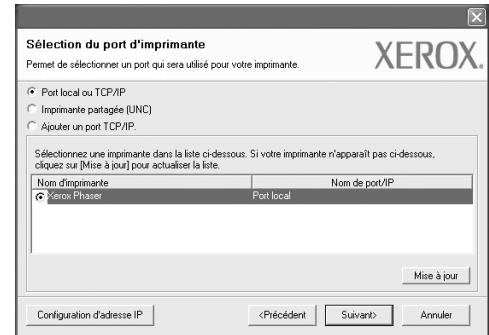 Sélection du port d'imprimante
Permet de sélectionner un port qui sera utilisé pour votre imprimante.
XEROX.
Port local ou TCP/IP
Imprimante partagée (UNC)
Ajouter un port TCP/IP.
Sélectionnez une imprimante dans la liste ci-dessous. Si votre imprimante n'apparaît pas ci-dessous,
cliquez sur [Mise à jour] pour actualiser la liste.
Nom d'imprimante Nom de port/IP
Xerox Phaser Port local
Mise à jour
Configuration d'adresse IP <Précédent Suivant> Annuler